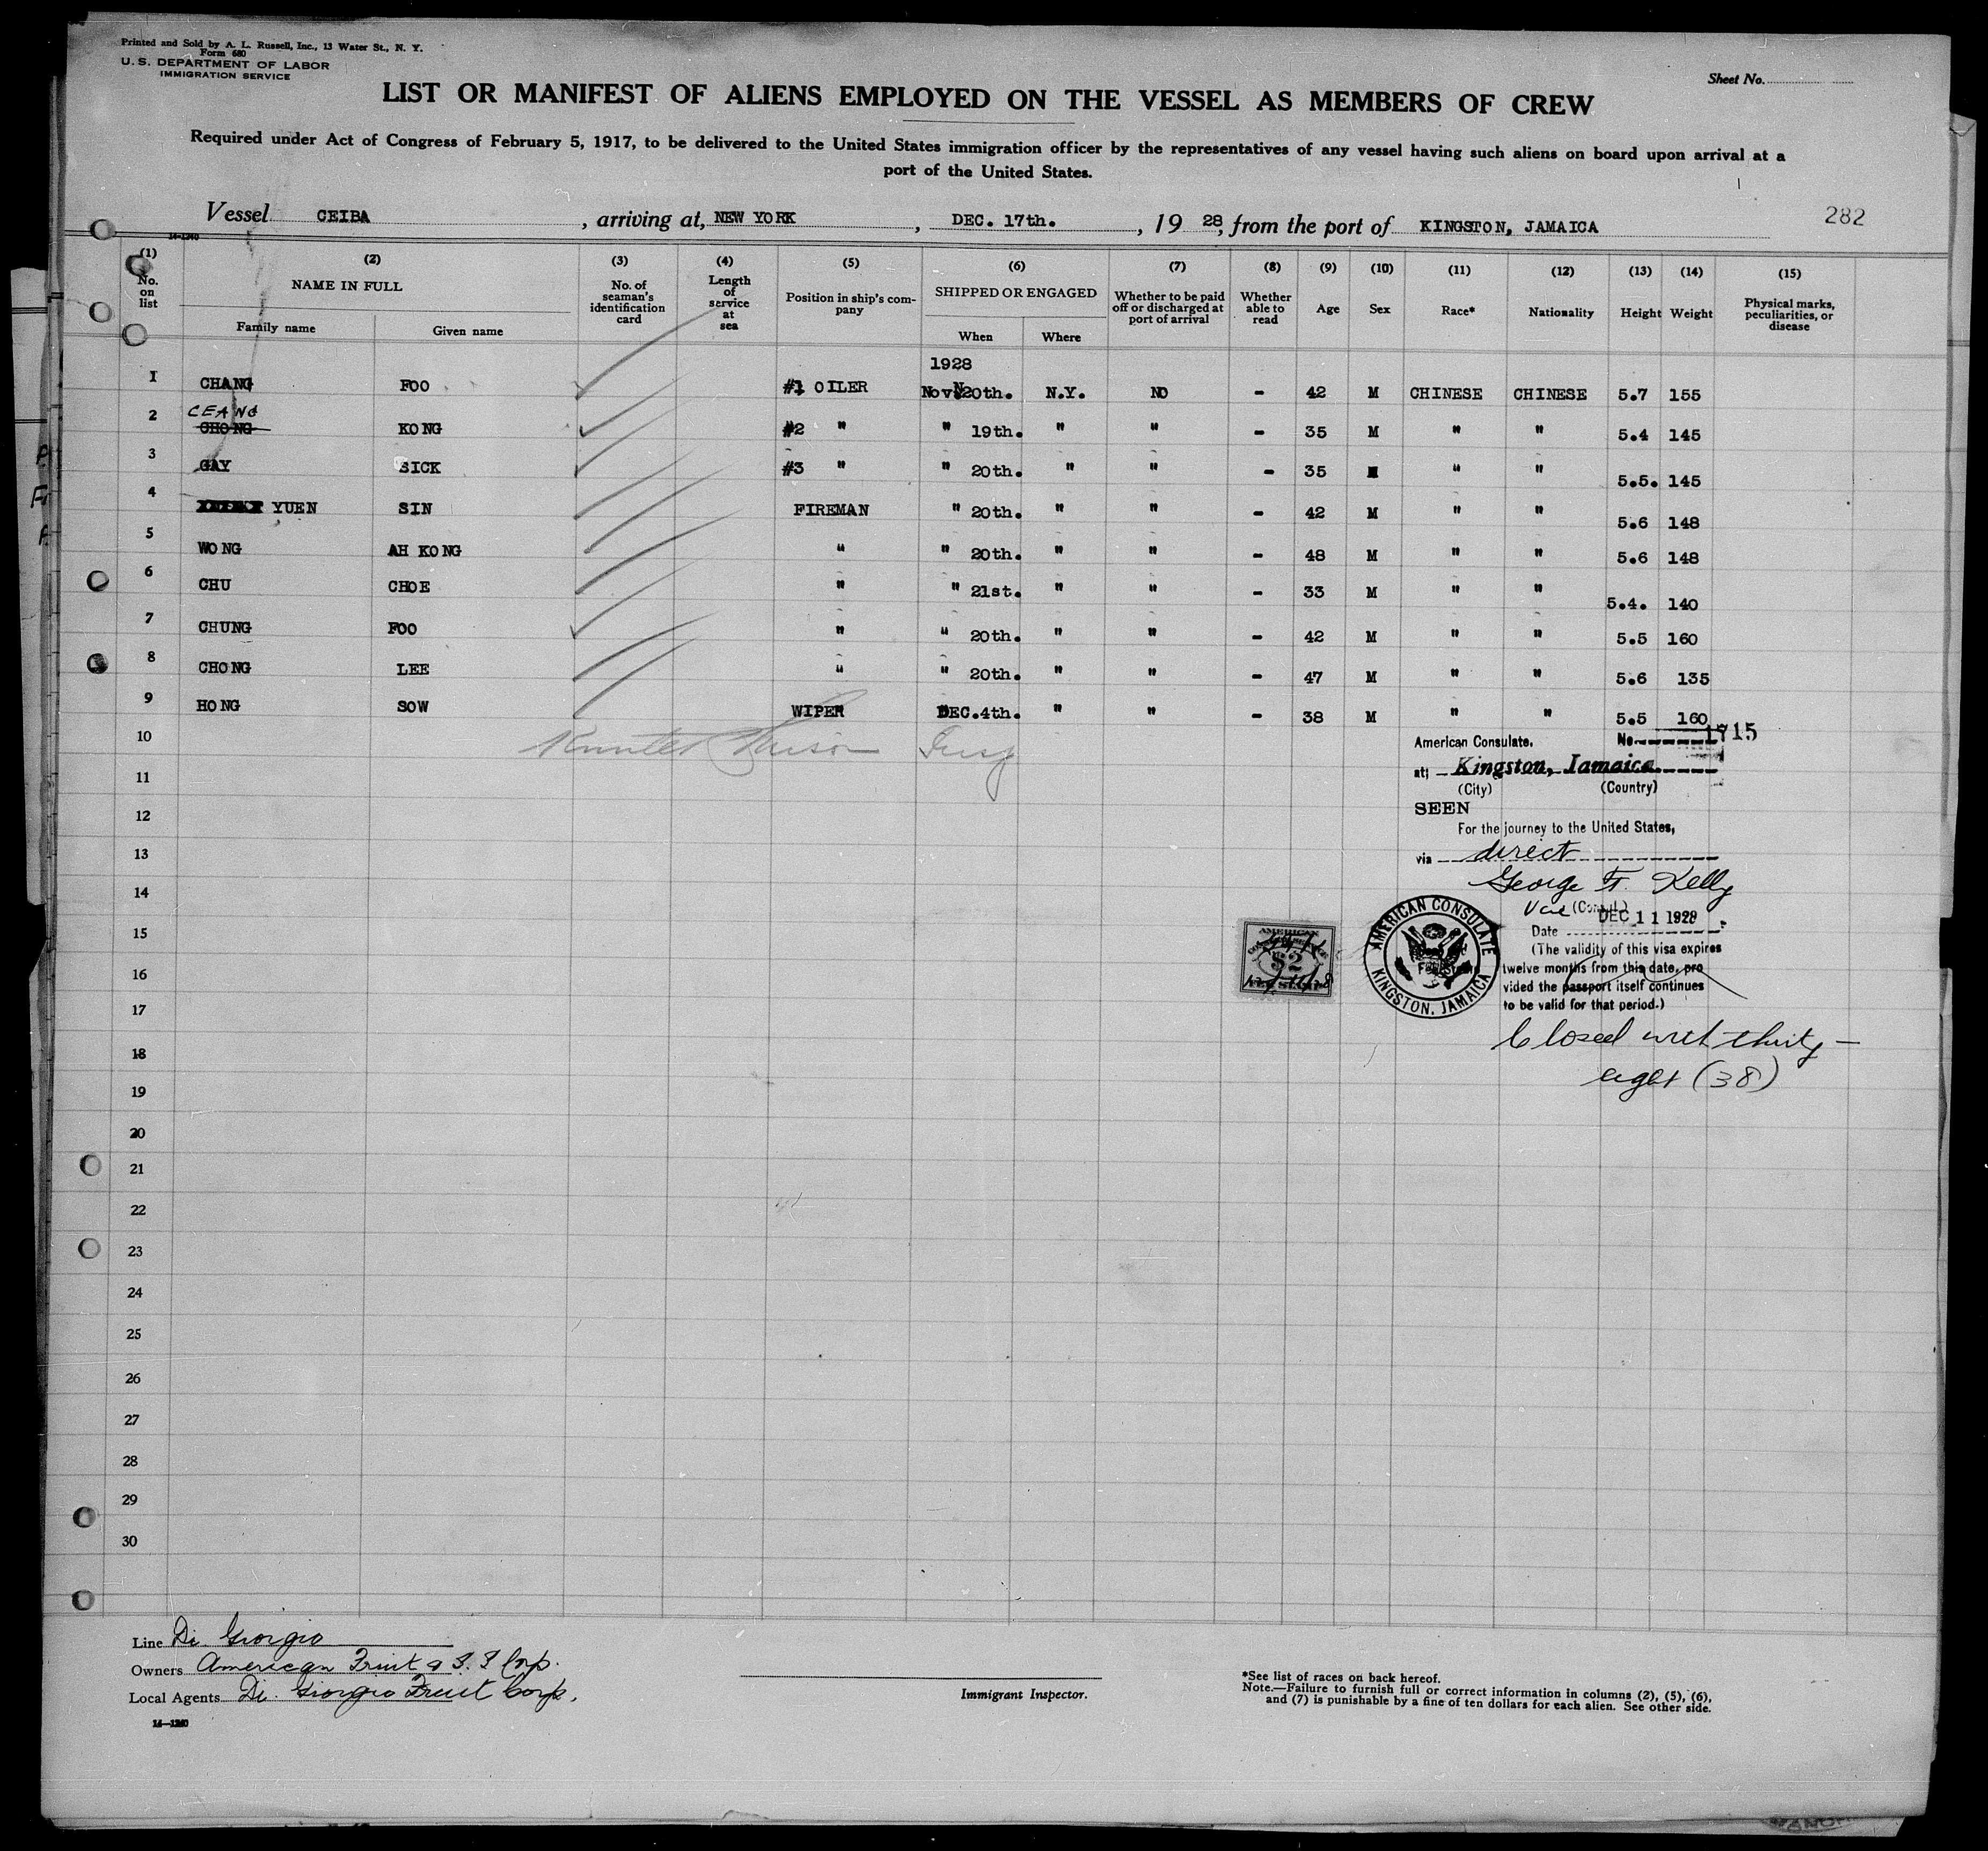 Printed and Sold by A. L. Russell, Inc., 13 Water St., N. Y.
Form 680
U. S. DEPARTMENT OF LABOR
IMMIGRATION SERVICE
Sheet No.
LIST OR MANIFEST OF ALIENS EMPLOYED ON THE VESSEL AS MEMBERS OF CREW
Required under Act of Congress of February 5, 1917, to be delivered to the United States immigration officer by the representatives of any vessel having such aliens on board upon arrival at a
port of the United States.
Vessel CEIBA, arriving at, NEW YORK, DEC. 17th., 19 28, from the port of KINGSTON, JAMAICA
282
14-1240
(1) (2) (3) (4) (5) (6) (7) (8) (9) (10) (11) (12) (13) (14) (15)
No. on list
NAME IN FULL
Family name Given name
No. of seaman's identification card
Length of service at sea
Position in ship's company
SHIPPED OR ENGAGED
When Where
Whether to be paid off or discharged at port of arrival
Whether able to read
Age Sex Race* Nationality Height Weight
Physical marks, peculiarities, or disease
1928
1 CHANG FOO #1 OILER Nov. 20th. N.Y. NO - 42 M CHINESE CHINESE 5.7 155
CEANG
2 CHONG KONG #2 " " 19th. " " - 35 M " " 5.4 145
3 GAY SICK #3 " " 20th. " " - 35 M " " 5.5. 145
4 YUEN SIN FIREMAN " 20th. " " - 42 M " " 5.6 148
5 WONG AH KONG " " 20th. " " - 48 M " " 5.6 148
6 CHU CHOE " " 21st. " " - 33 M " " 5.4. 140
7 CHUNG FOO " " 20th. " " - 42 M " " 5.5 160
8 CHONG LEE " " 20th. " " - 47 M " " 5.6 135
9 HONG SOW WIPER DEC.4th. " " - 38 M " " 5.5 160
10
11
12
13
14
15
16
17
18
19
20
21
22
23
24
25
26
27
28
29
30
American Consulate. No. 1915
at; Kingston, Jamaica.
(City) (Country)
SEEN
For the journey to the United States,
via direct
George F. Kelly
Vice (Consul)
Date DEC 11 1928
(The validity of this visa expires
twelve months from this date, pro
vided the passport itself continues
to be valid for that period.)
AMERICAN CONSULATE
KINGSTON, JAMAICA
AMERICAN
$2
FEE STAMP
Closed with thirty-
eight (38)
Line Di Giorgio
Owners American Fruit & S. S Corp.
Local Agents Di. Giorgio Fruit Corp.
14-1240
Immigrant Inspector.
*See list of races on back hereof.
Note.—Failure to furnish full or correct information in columns (2), (5), (6),
and (7) is punishable by a fine of ten dollars for each alien. See other side.